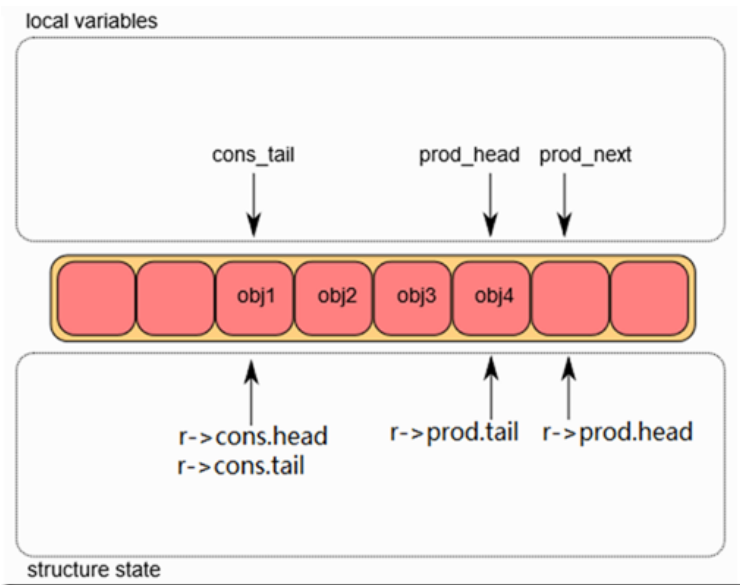 local variables
cons_tail prod_head prod_next
obj1 obj2 obj3 obj4
r->cons.head r->prod.tail r->prod.head
r->cons.tail
structure state